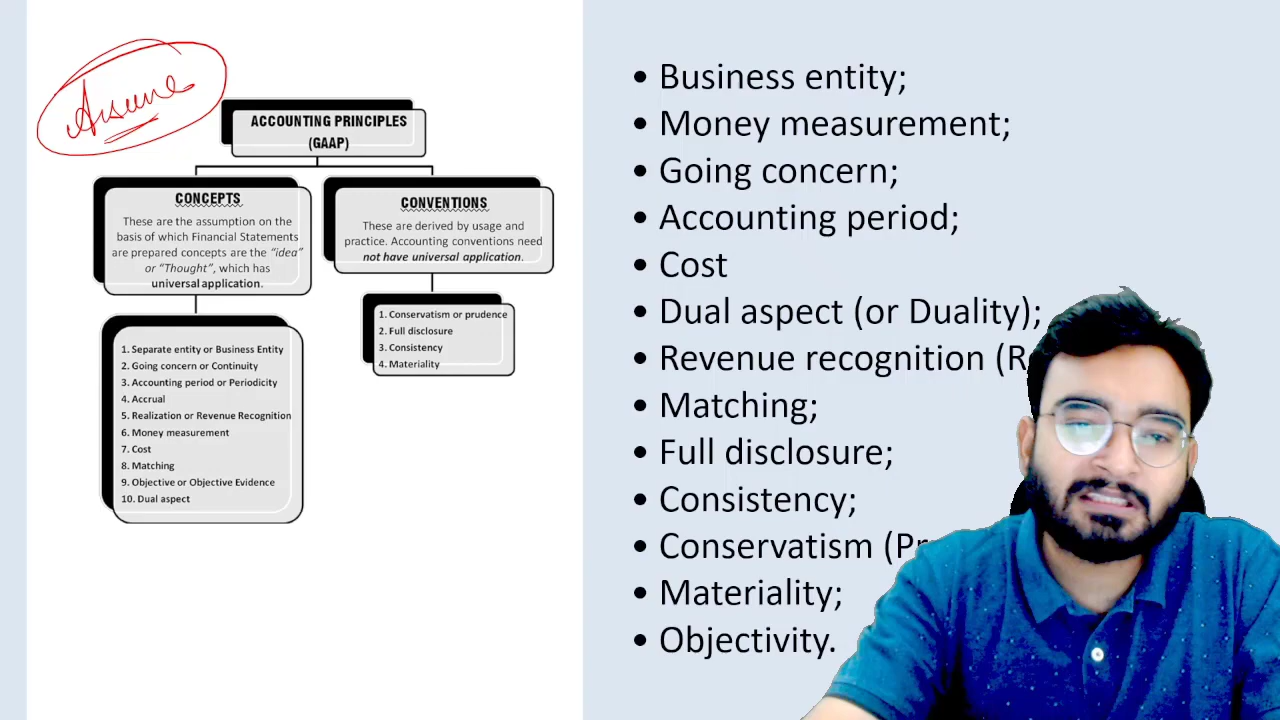 Assume
ACCOUNTING PRINCIPLES
(GAAP)
CONCEPTS
These are the assumption on the
basis of which Financial Statements
are prepared concepts are the “idea”
or “Thought”, which has
universal application.
CONVENTIONS
These are derived by usage and
practice. Accounting conventions need
not have universal application.
1. Separate entity or Business Entity
2. Going concern or Continuity
3. Accounting period or Periodicity
4. Accrual
5. Realization or Revenue Recognition
6. Money measurement
7. Cost
8. Matching
9. Objective or Objective Evidence
10. Dual aspect
1. Conservatism or prudence
2. Full disclosure
3. Consistency
4. Materiality
• Business entity;
• Money measurement;
• Going concern;
• Accounting period;
• Cost
• Dual aspect (or Duality);
• Revenue recognition (R
• Matching;
• Full disclosure;
• Consistency;
• Conservatism (Pr
• Materiality;
• Objectivity.